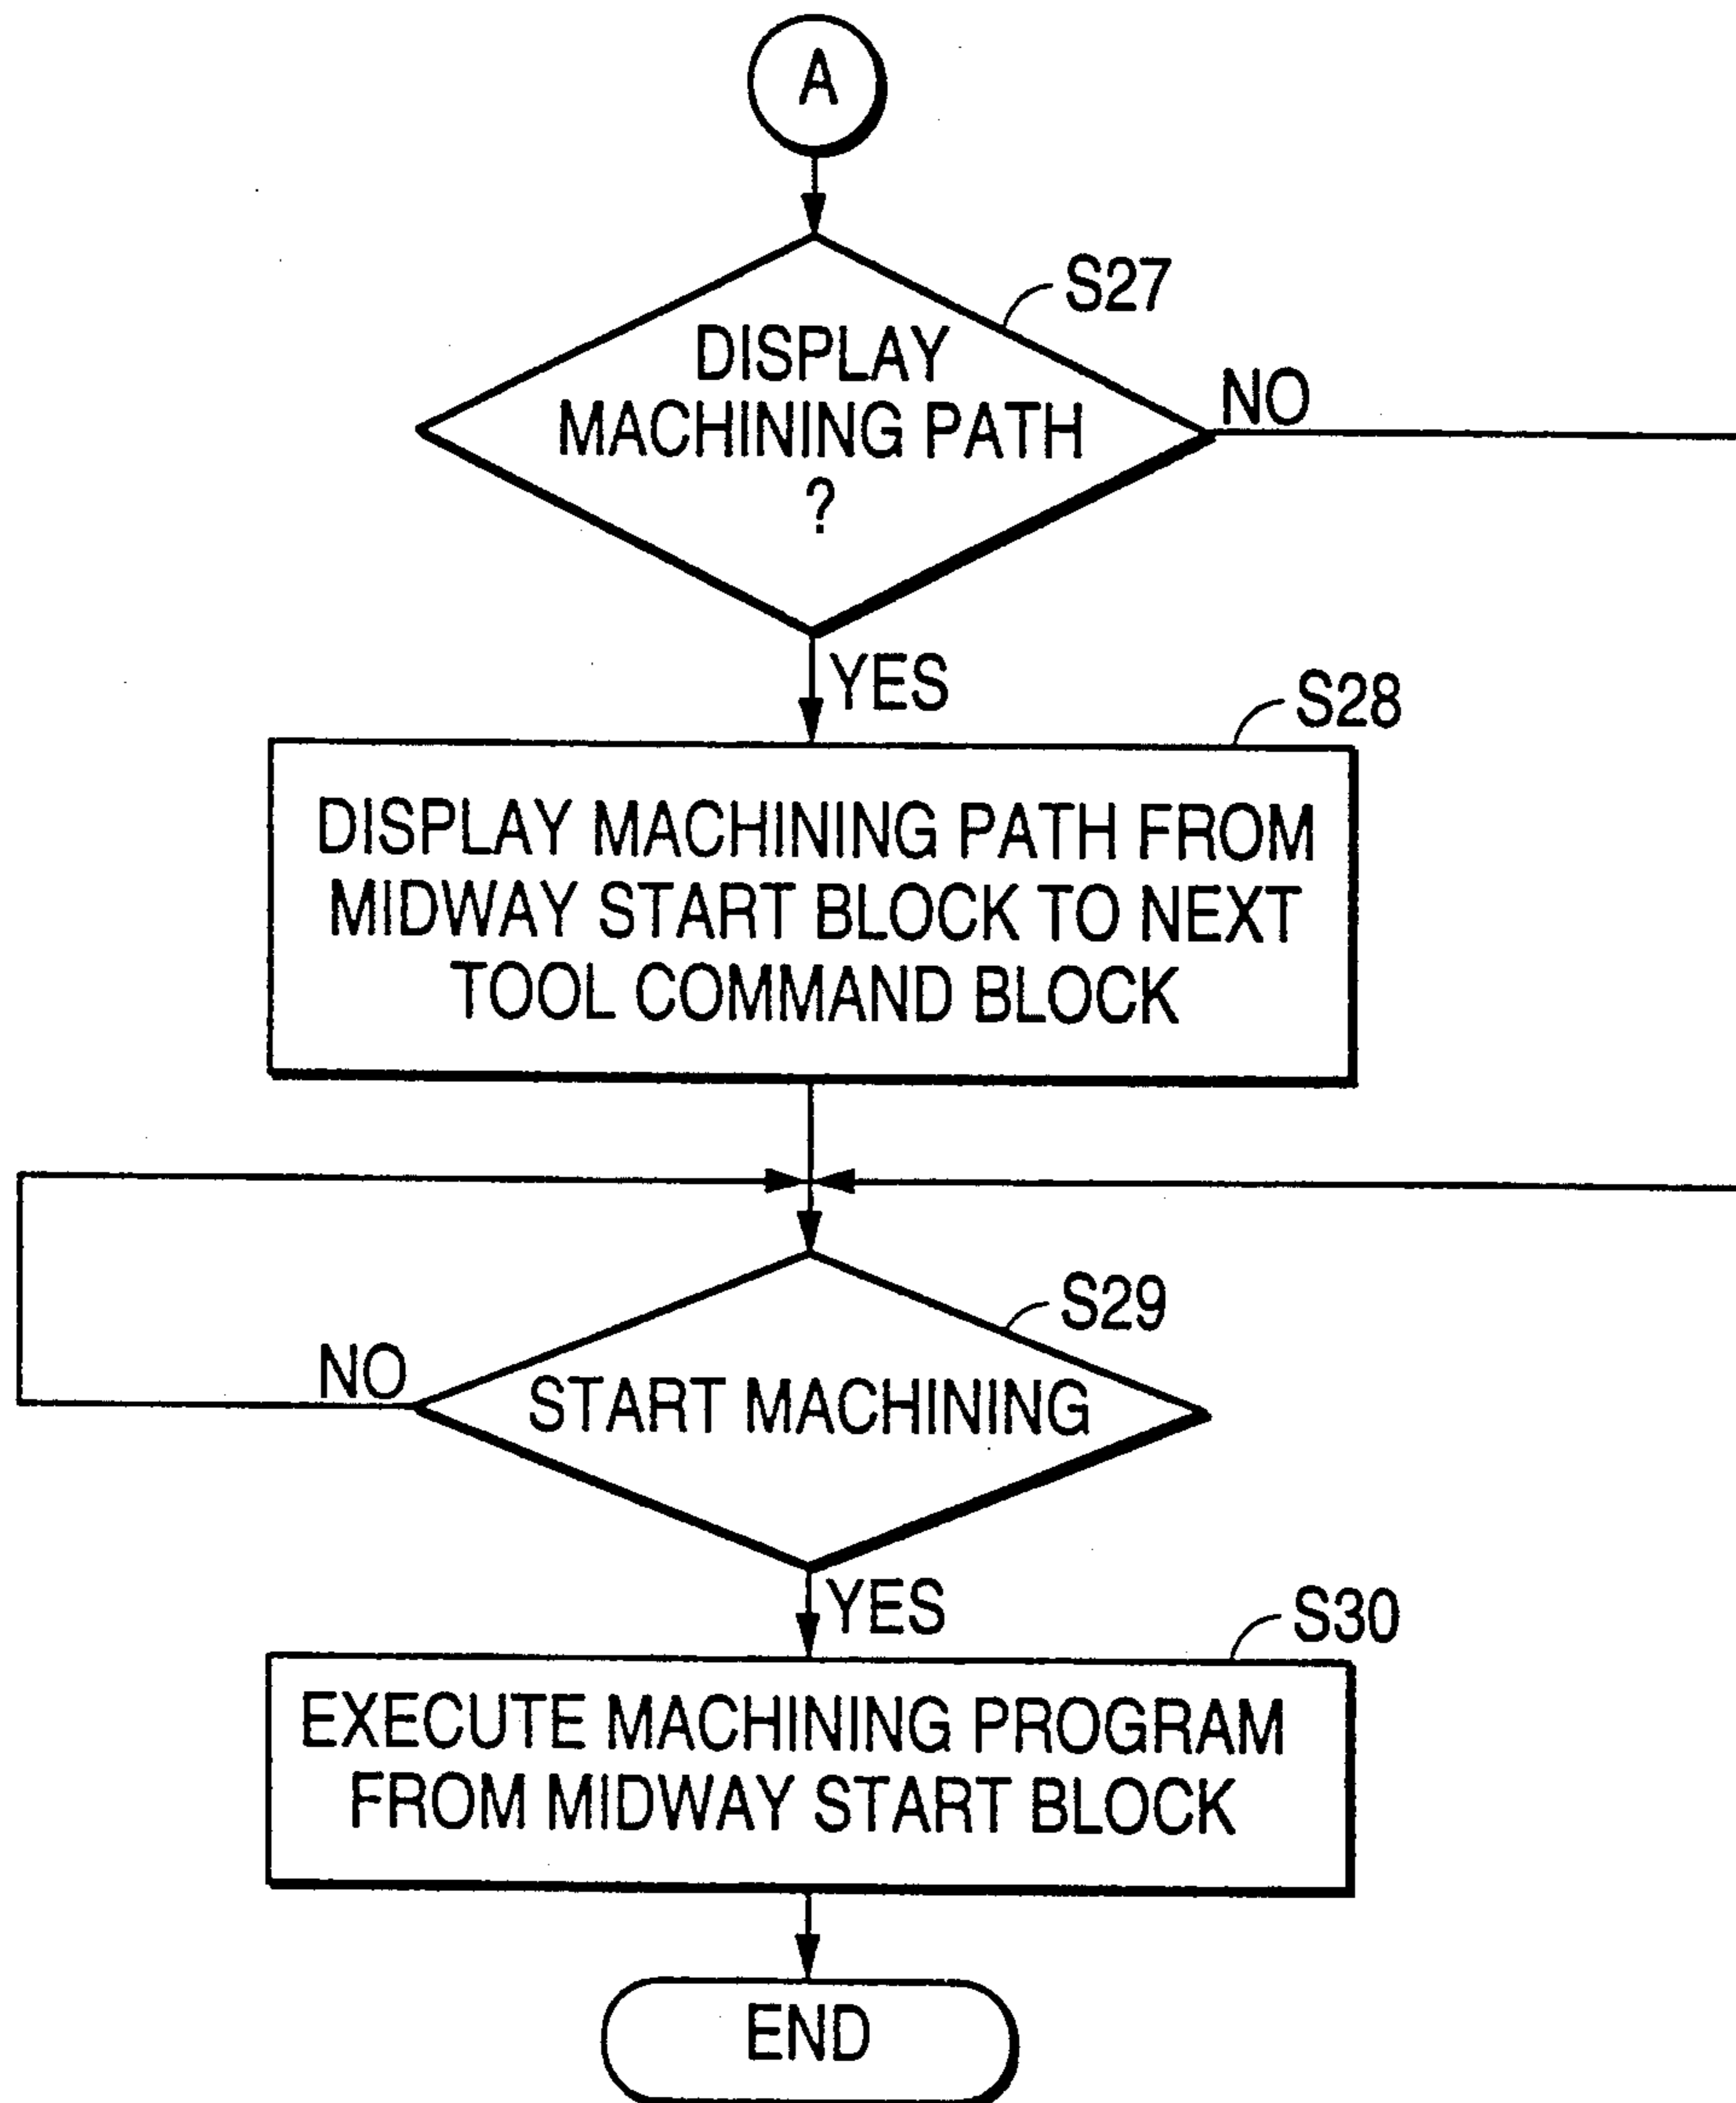 A
S27
DISPLAY
MACHINING PATH
?
NO
YES
S28
DISPLAY MACHINING PATH FROM
MIDWAY START BLOCK TO NEXT
TOOL COMMAND BLOCK
S29
NO
START MACHINING
YES
S30
EXECUTE MACHINING PROGRAM
FROM MIDWAY START BLOCK
END